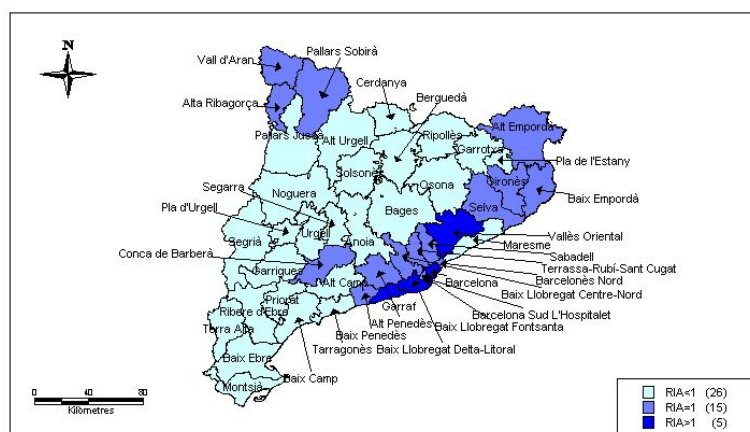 N
Vall d'Aran
Pallars Sobirà
Cerdanya
Berguedà
Alta Ribagorça
Pallars Jussà
Alt Urgell
Ripollès
Alt Empordà
Garrotxa
Pla de l'Estany
Solsonès
Gironès
Baix Empordà
Segarra
Noguera
Osona
Selva
Pla d'Urgell
Bages
Urgell
Vallès Oriental
Segrià
Anoia
Maresme
Conca de Barberà
Sabadell
Garrigues
Terrassa-Rubí-Sant Cugat
Alt Camp
Barcelona
Barcelonès Nord
Priorat
Baix Llobregat Centre-Nord
Garraf
Ribera d'Ebre
Barcelona Sud L'Hospitalet
Alt Penedès
Baix Llobregat Fontsanta
Terra Alta
Baix Penedès
Tarragonès
Baix Llobregat Delta-Litoral
Baix Ebre
Baix Camp
Montsià
0 40 80
Kilòmetres
RIA<1 (26)
RIA=1 (15)
RIA>1 (5)